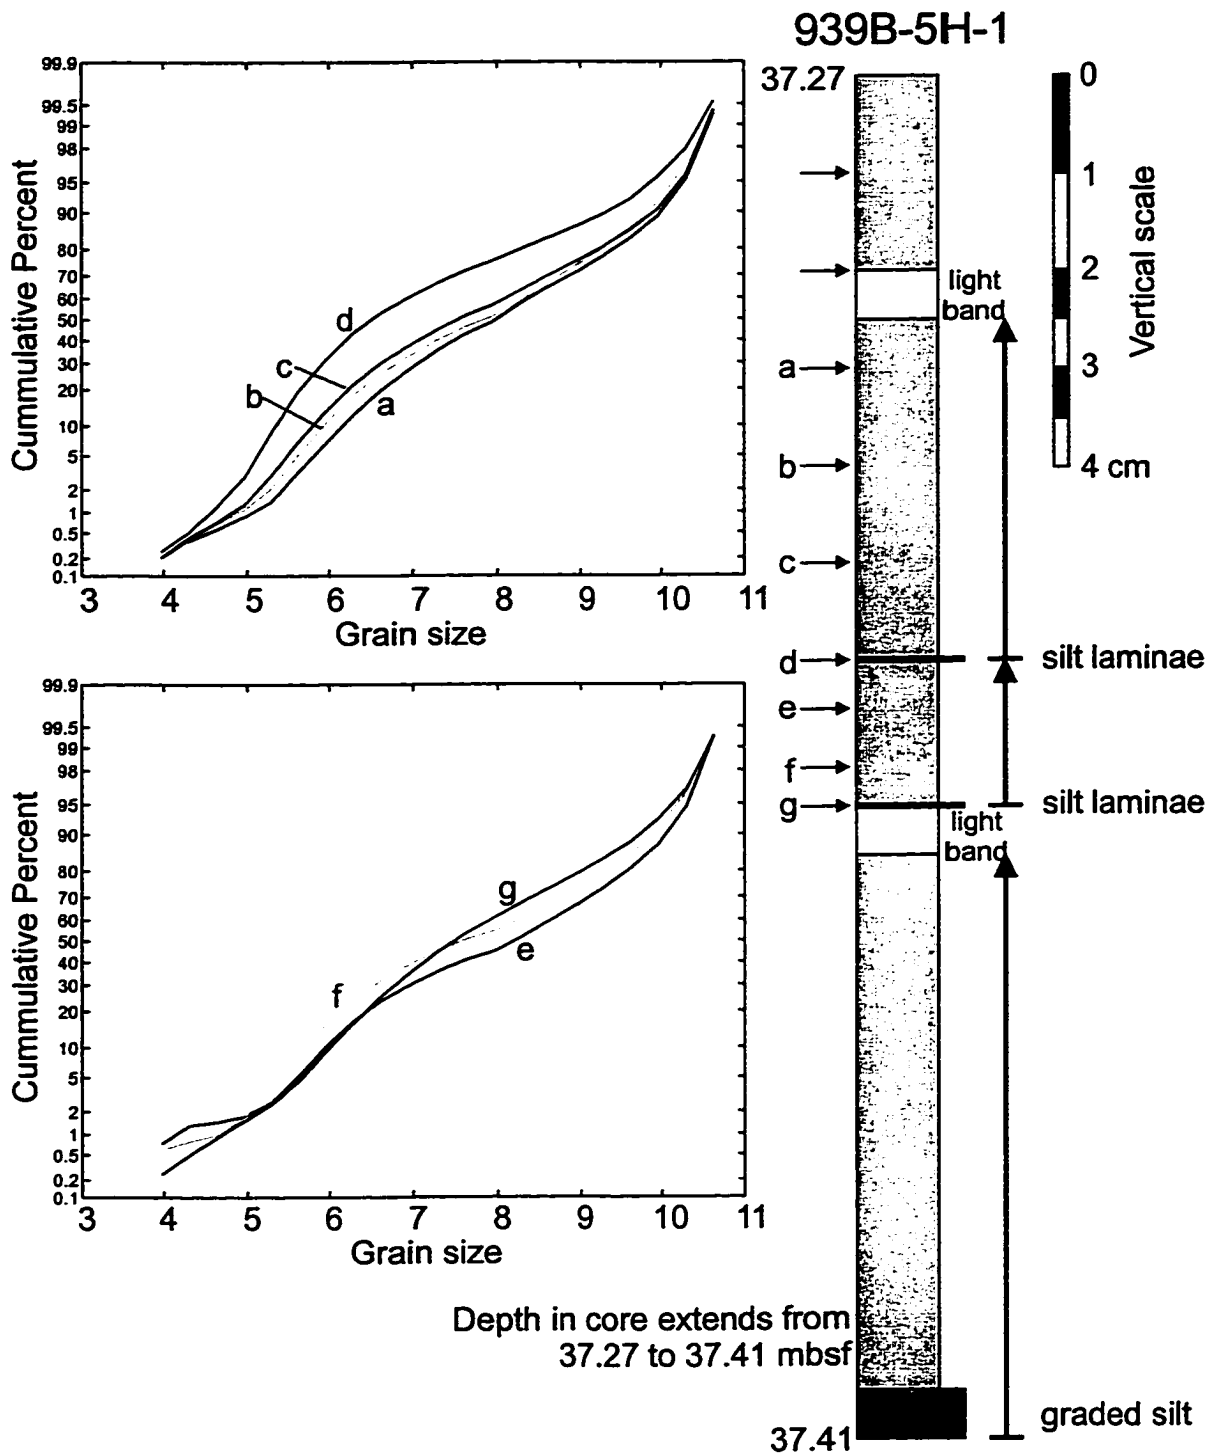 939B-5H-1
37.27
99.9
99.5
99
98
95
90
80
70
60
50
40
30
20
10
5
2
1
0.5
0.2
0.1
Cummulative Percent
d
c
b
a
3 4 5 6 7 8 9 10 11
Grain size
99.9
99.5
99
98
95
90
80
70
60
50
40
30
20
10
5
2
1
0.5
0.2
0.1
Cummulative Percent
g
e
f
3 4 5 6 7 8 9 10 11
Grain size
Depth in core extends from
37.27 to 37.41 mbsf
0
1
2
3
4 cm
Vertical scale
light
band
a
b
c
d
silt laminae
e
f
g
silt laminae
light
band
graded silt
37.41